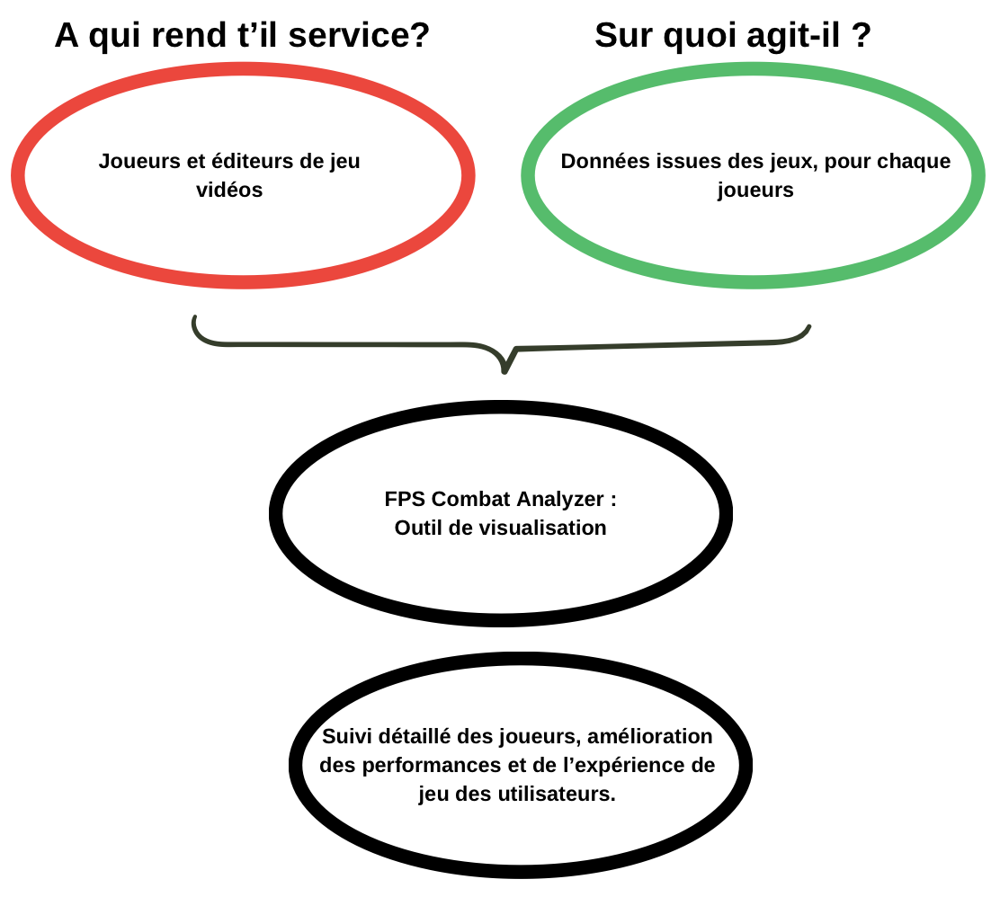 A qui rend t’il service?
Sur quoi agit-il ?
Joueurs et éditeurs de jeu
vidéos
Données issues des jeux, pour chaque
joueurs
FPS Combat Analyzer :
Outil de visualisation
Suivi détaillé des joueurs, amélioration
des performances et de l’expérience de
jeu des utilisateurs.